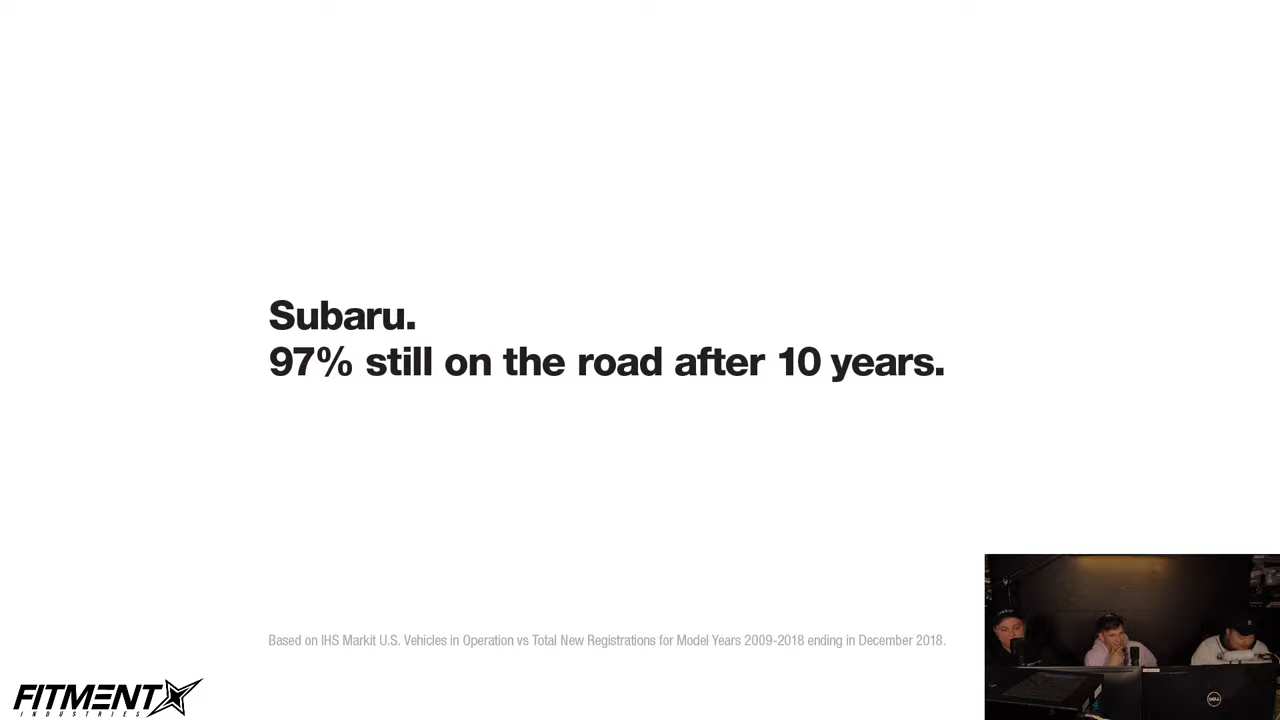 Subaru.
97% still on the road after 10 years.
Based on IHS Markit U.S. Vehicles in Operation vs Total New Registrations for Model Years 2009-2018 ending in December 2018.
FITMENT
INDUSTRIES
DELL